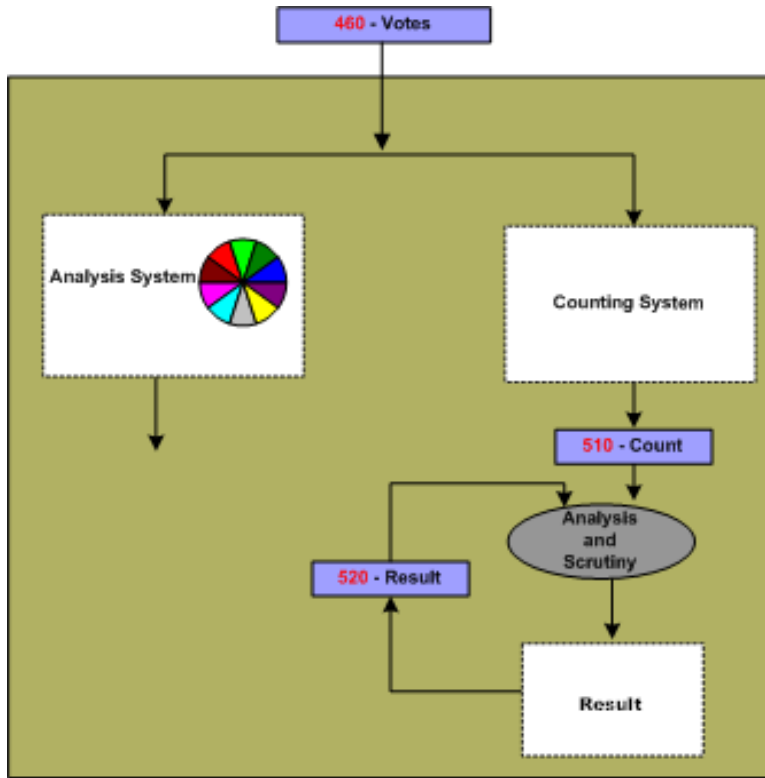 460 - Votes
Analysis System
Counting System
510 - Count
Analysis
and
Scrutiny
520 - Result
Result